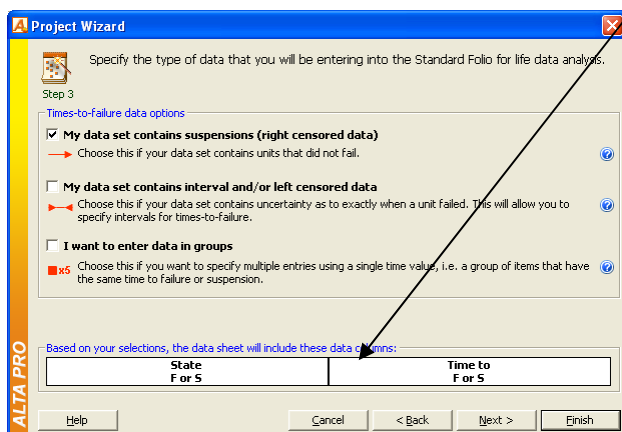 Project Wizard
Specify the type of data that you will be entering into the Standard Folio for life data analysis.
Step 3
Times-to-failure data options
My data set contains suspensions (right censored data)
Choose this if your data set contains units that did not fail.
My data set contains interval and/or left censored data
Choose this if your data set contains uncertainty as to exactly when a unit failed. This will allow you to
specify intervals for times-to-failure.
I want to enter data in groups
x5 Choose this if you want to specify multiple entries using a single time value, i.e. a group of items that have
the same time to failure or suspension.
Based on your selections, the data sheet will include these data columns:
State Time to
F or S F or S
ALTA PRO
Help Cancel < Back Next > Finish